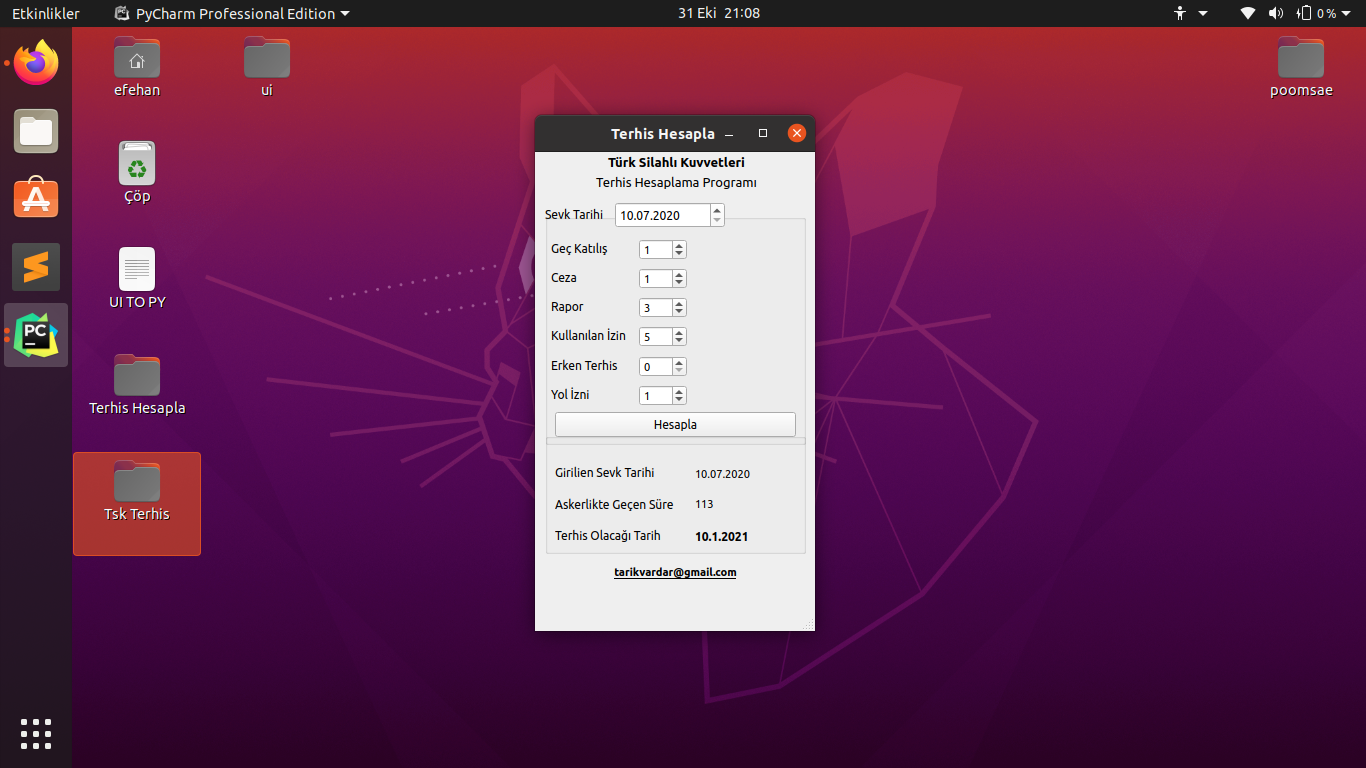 Etkinlikler
PyCharm Professional Edition
31 Eki 21:08
0 %
efehan
ui
poomsae
Çöp
UI TO PY
PC
Terhis Hesapla
Tsk Terhis
Terhis Hesapla
Türk Silahlı Kuvvetleri
Terhis Hesaplama Programı
Sevk Tarihi 10.07.2020
Geç Katılış 1
Ceza 1
Rapor 3
Kullanılan İzin 5
Erken Terhis 0
Yol İzni 1
Hesapla
Girilien Sevk Tarihi 10.07.2020
Askerlikte Geçen Süre 113
Terhis Olacağı Tarih 10.1.2021
tarikvardar@gmail.com